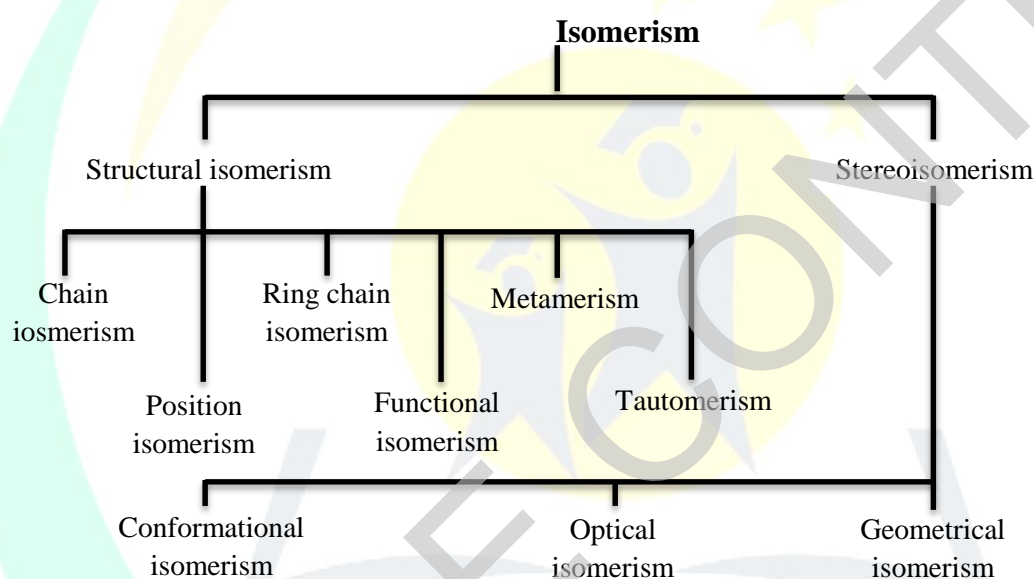 Isomerism
Structural isomerism
Stereoisomerism
Chain
iosmerism
Ring chain
isomerism
Metamerism
Position
isomerism
Functional
isomerism
Tautomerism
Conformational
isomerism
Optical
isomerism
Geometrical
isomerism
E CONT